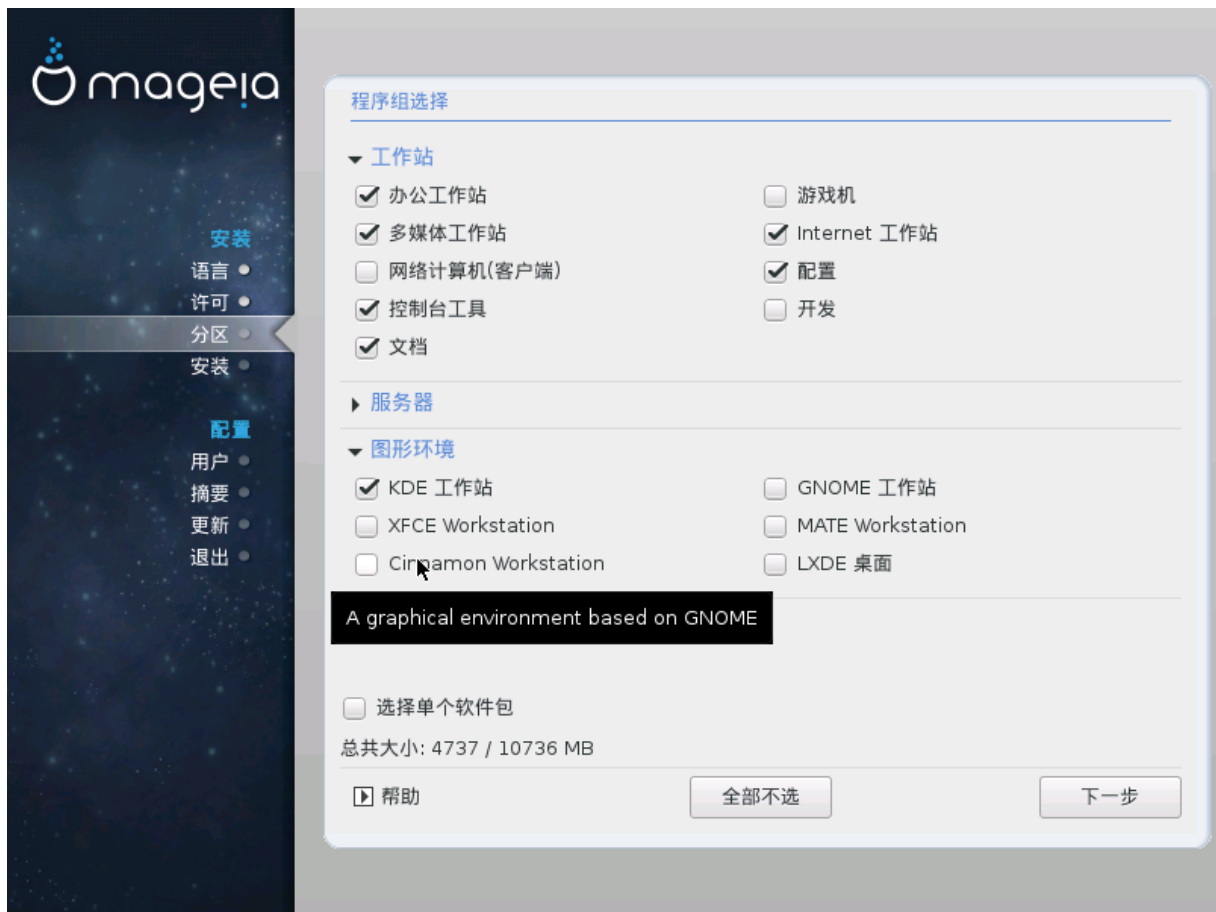 mageia
安装
语言
许可
分区
安装
配置
用户
摘要
更新
退出
程序组选择
工作站
办公工作站
游戏机
多媒体工作站
Internet 工作站
网络计算机(客户端)
配置
控制台工具
开发
文档
服务器
图形环境
KDE 工作站
GNOME 工作站
XFCE Workstation
MATE Workstation
Cinnamon Workstation
LXDE 桌面
A graphical environment based on GNOME
选择单个软件包
总共大小: 4737 / 10736 MB
帮助
全部不选
下一步